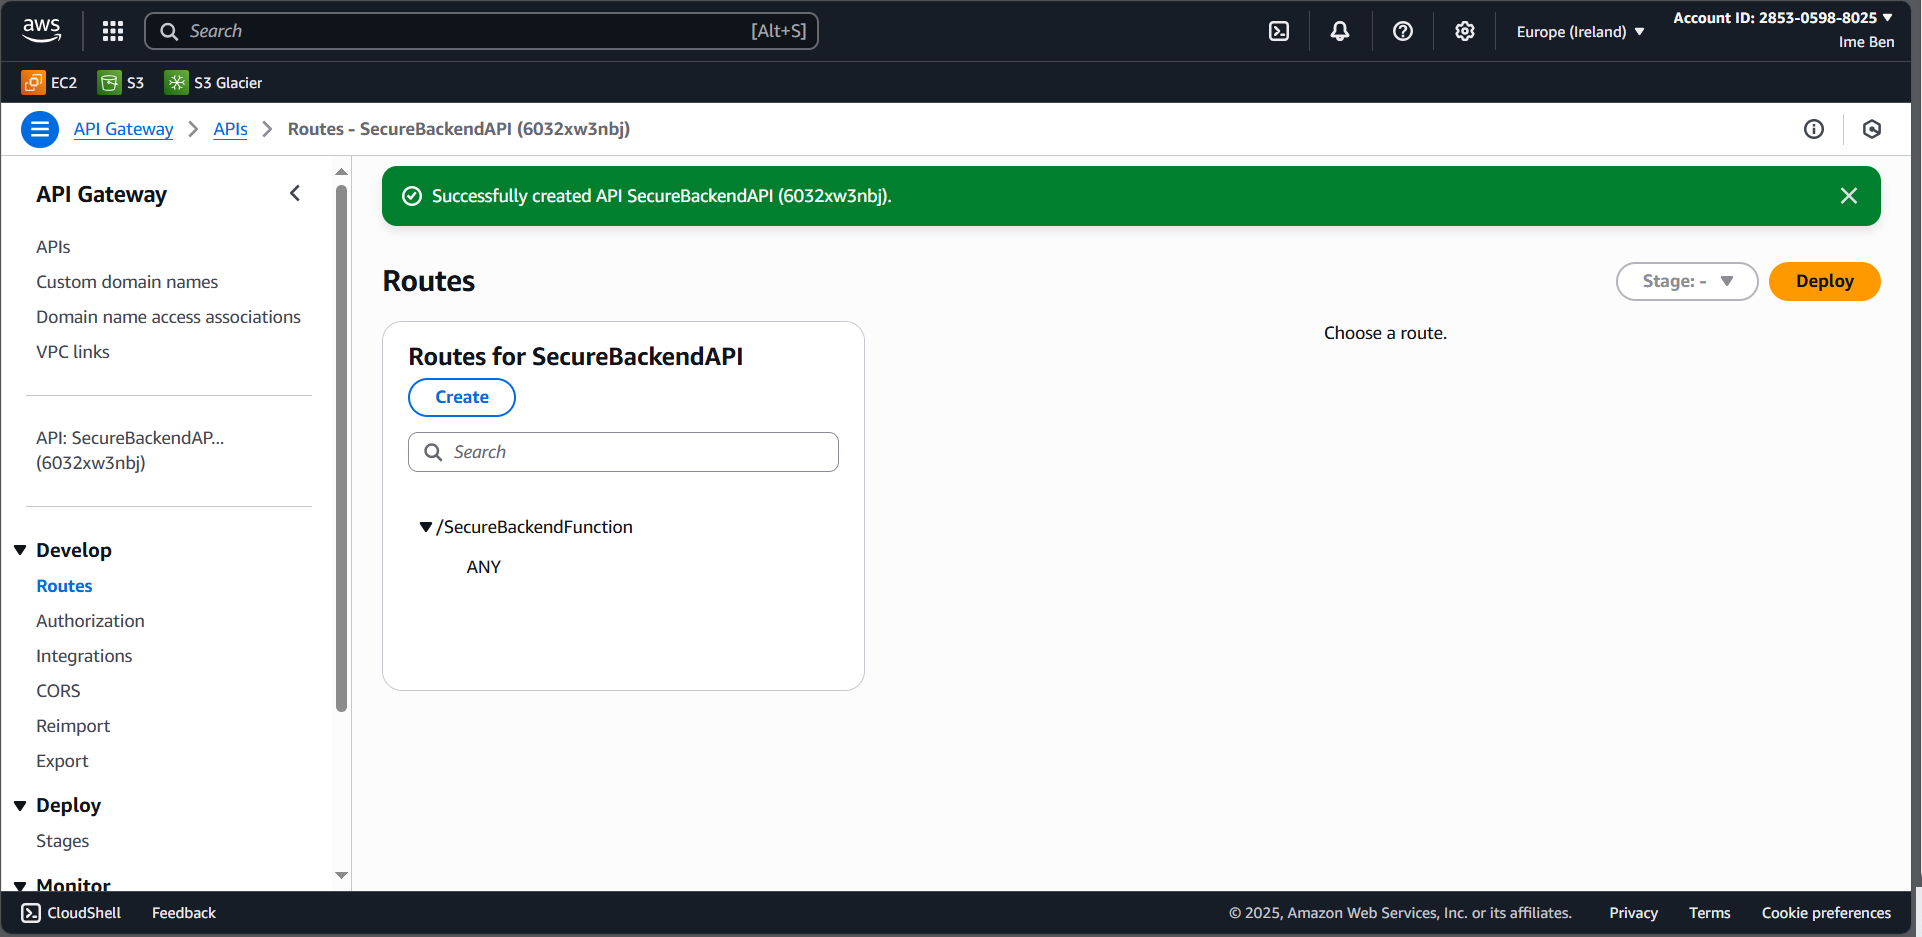 aws
Search [Alt+S]
Europe (Ireland)
Account ID: 2853-0598-8025
Ime Ben
EC2
S3
S3 Glacier
API Gateway
APIs
Routes - SecureBackendAPI (6032xw3nbj)
API Gateway
APIs
Custom domain names
Domain name access associations
VPC links
API: SecureBackendAP...
(6032xw3nbj)
Develop
Routes
Authorization
Integrations
CORS
Reimport
Export
Deploy
Stages
Monitor
Successfully created API SecureBackendAPI (6032xw3nbj).
Routes
Stage: -
Deploy
Routes for SecureBackendAPI
Create
Search
/SecureBackendFunction
ANY
Choose a route.
CloudShell
Feedback
© 2025, Amazon Web Services, Inc. or its affiliates.
Privacy
Terms
Cookie preferences